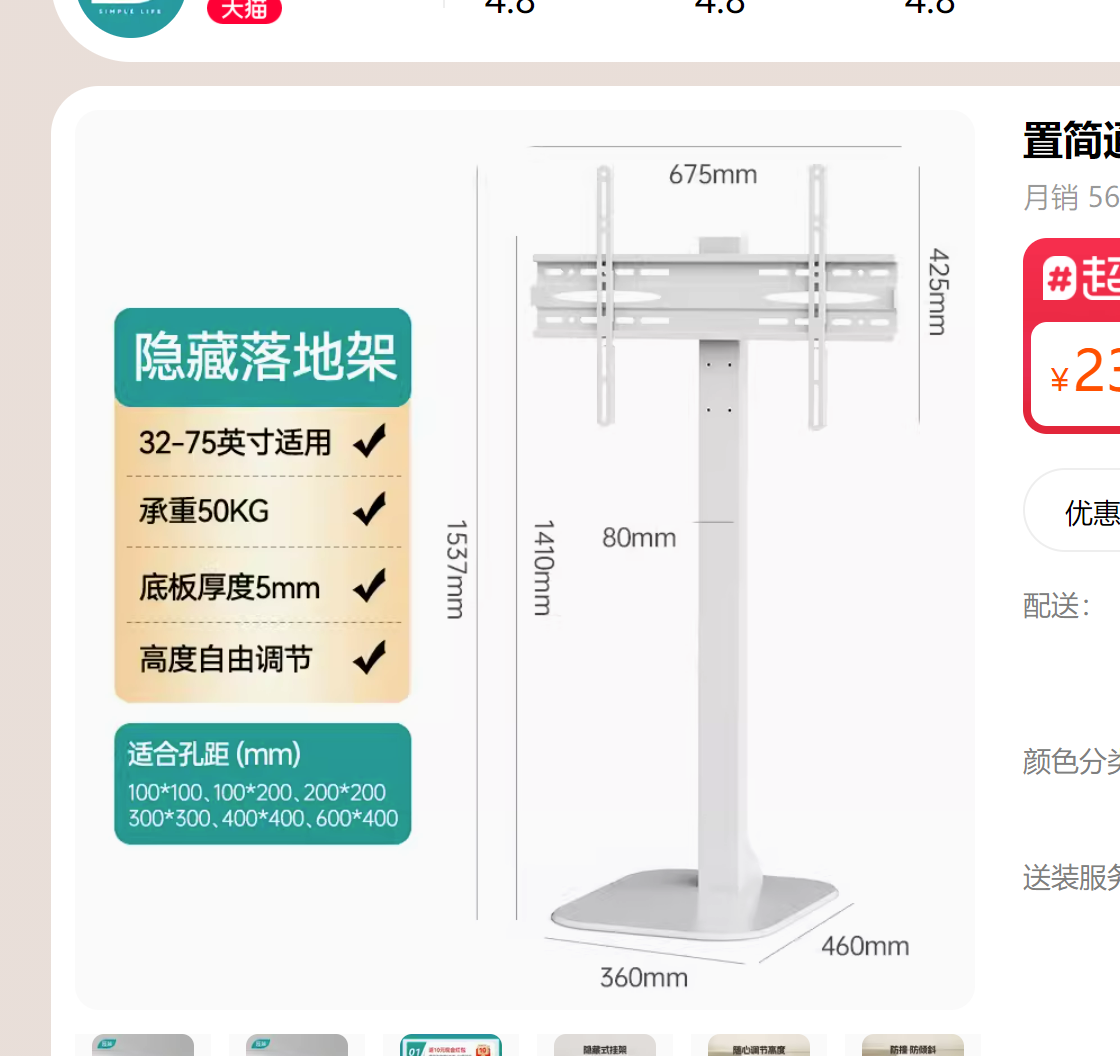 SIMPLE LIFE
天猫
4.8
4.8
4.8
置简
月销 56
#超
¥23
优惠
配送：
颜色分类
送装服务
675mm
425mm
隐藏落地架
32-75英寸适用
承重50KG
底板厚度5mm
高度自由调节
1537mm
1410mm
80mm
适合孔距 (mm)
100*100、100*200、200*200
300*300、400*400、600*400
460mm
360mm
01
隐藏式挂架
随心调节高度
防撞 防倾斜